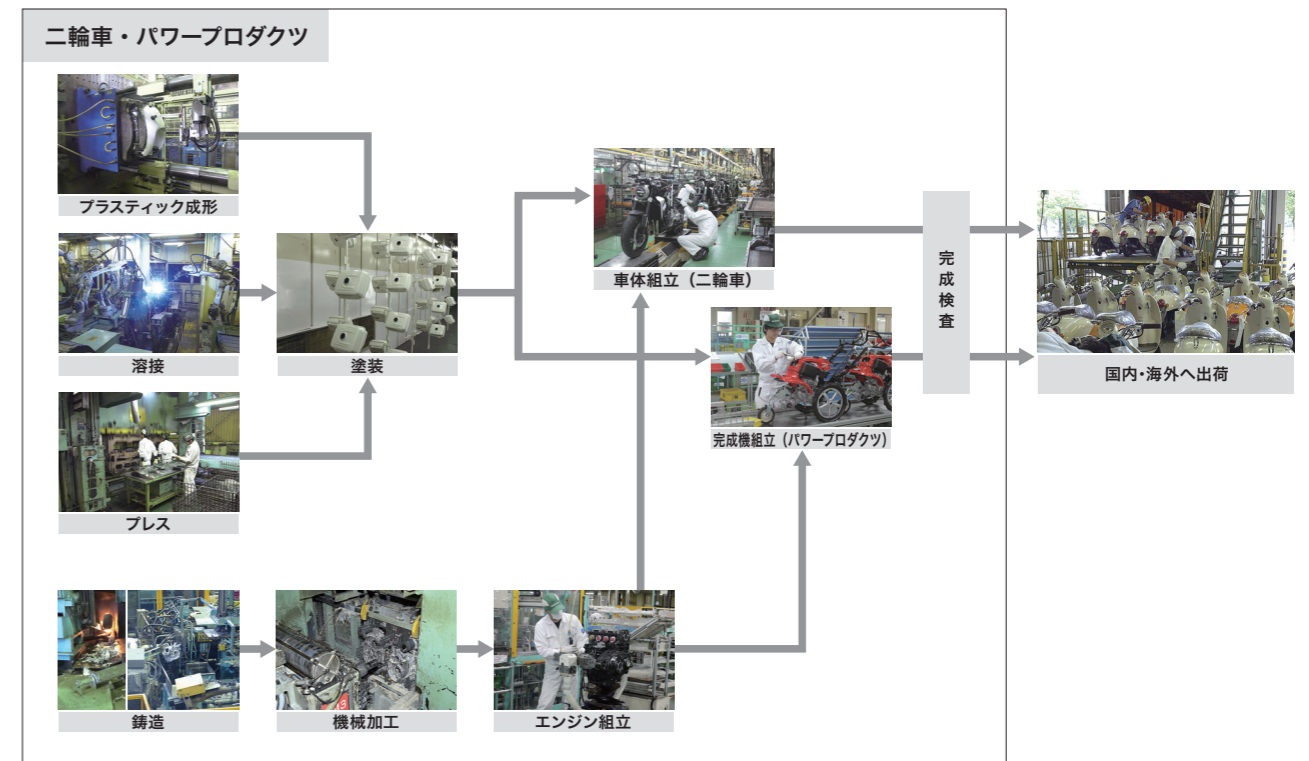 二輪車・パワープロダクツ
プラスティック成形
溶接
塗装
プレス
車体組立（二輪車）
完成機組立（パワープロダクツ）
完成検査
国内・海外へ出荷
鋳造
機械加工
エンジン組立